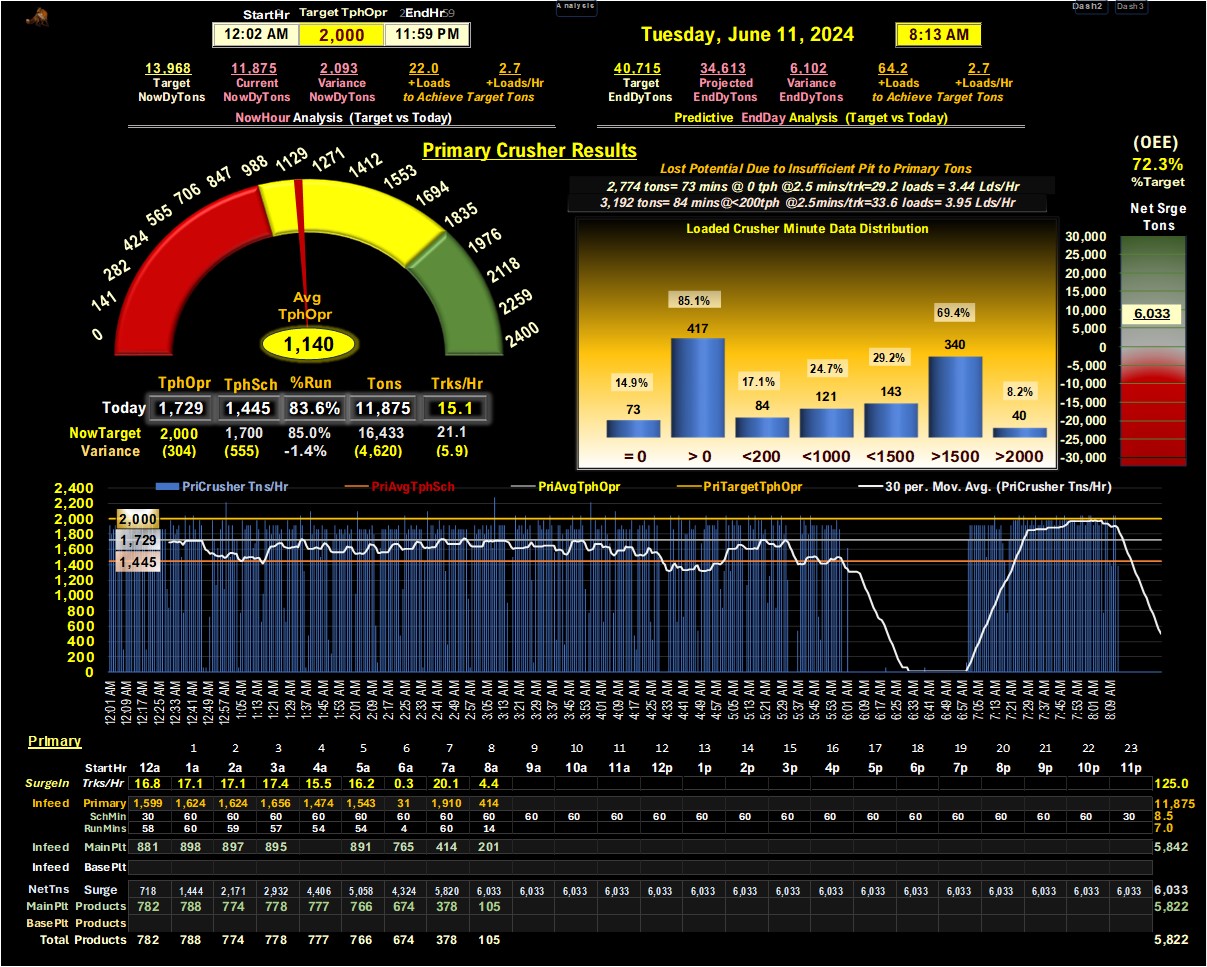 StartHr Target TphOpr EndHr
12:02 AM 2,000 11:59 PM
Analysis
Tuesday, June 11, 2024 8:13 AM
Dash2 Dash3
13,968 11,875 2,093 22.0 2.7
Target Current Variance +Loads +Loads/Hr
NowDyTons NowDyTons NowDyTons to Achieve Target Tons
NowHour Analysis (Target vs Today)
40,715 34,613 6,102 64.2 2.7
Target Projected Variance +Loads +Loads/Hr
EndDyTons EndDyTons EndDyTons to Achieve Target Tons
Predictive EndDay Analysis (Target vs Today)
Primary Crusher Results
0 141 282 424 565 706 847 988 1129 1271 1412 1553 1694 1835 1976 2118 2259 2400
Avg
TphOpr
1,140
TphOpr TphSch %Run Tons Trks/Hr
Today 1,729 1,445 83.6% 11,875 15.1
NowTarget 2,000 1,700 85.0% 16,433 21.1
Variance (304) (555) -1.4% (4,620) (5.9)
Lost Potential Due to Insufficient Pit to Primary Tons
2,774 tons= 73 mins @ 0 tph @2.5 mins/trk=29.2 loads = 3.44 Lds/Hr
3,192 tons= 84 mins@<200tph @2.5mins/trk=33.6 loads= 3.95 Lds/Hr
Loaded Crusher Minute Data Distribution
14.9% 85.1% 17.1% 24.7% 29.2% 69.4% 8.2%
73 417 84 121 143 340 40
= 0 > 0 <200 <1000 <1500 >1500 >2000
(OEE)
72.3%
%Target
Net Srge
Tons
30,000
25,000
20,000
15,000
10,000
5,000
0
-5,000
-10,000
-15,000
-20,000
-25,000
-30,000
6,033
PriCrusher Tns/Hr PriAvgTphSch PriAvgTphOpr PriTargetTphOpr 30 per. Mov. Avg. (PriCrusher Tns/Hr)
2,400
2,200
2,000
1,800
1,600
1,400
1,200
1,000
800
600
400
200
0
2,000
1,729
1,445
12:01 AM 12:09 AM 12:17 AM 12:25 AM 12:33 AM 12:41 AM 12:49 AM 12:57 AM 1:05 AM 1:13 AM 1:21 AM 1:29 AM 1:37 AM 1:45 AM 1:53 AM 2:01 AM 2:09 AM 2:17 AM 2:25 AM 2:33 AM 2:41 AM 2:49 AM 2:57 AM 3:05 AM 3:13 AM 3:21 AM 3:29 AM 3:37 AM 3:45 AM 3:53 AM 4:01 AM 4:09 AM 4:17 AM 4:25 AM 4:33 AM 4:41 AM 4:49 AM 4:57 AM 5:05 AM 5:13 AM 5:21 AM 5:29 AM 5:37 AM 5:45 AM 5:53 AM 6:01 AM 6:09 AM 6:17 AM 6:25 AM 6:33 AM 6:41 AM 6:49 AM 6:57 AM 7:05 AM 7:13 AM 7:21 AM 7:29 AM 7:37 AM 7:45 AM 7:53 AM 8:01 AM 8:09 AM
Primary
1 2 3 4 5 6 7 8 9 10 11 12 13 14 15 16 17 18 19 20 21 22 23
StartHr 12a 1a 2a 3a 4a 5a 6a 7a 8a 9a 10a 11a 12p 1p 2p 3p 4p 5p 6p 7p 8p 9p 10p 11p
SurgeIn Trks/Hr 16.8 17.1 17.1 17.4 15.5 16.2 0.3 20.1 4.4 125.0
Infeed Primary 1,599 1,624 1,624 1,656 1,474 1,543 31 1,910 414 11,875
SchMin 30 60 60 60 60 60 60 60 60 60 60 60 60 60 60 60 60 60 60 60 60 60 60 30 8.5
RunMins 58 60 59 57 54 54 4 60 14 7.0
Infeed MainPlt 881 898 897 895 891 765 414 201 5,842
Infeed BasePlt
NetTns Surge 718 1,444 2,171 2,932 4,406 5,058 4,324 5,820 6,033 6,033 6,033 6,033 6,033 6,033 6,033 6,033 6,033 6,033 6,033 6,033 6,033 6,033 6,033 6,033 6,033
MainPlt Products 782 788 774 778 777 766 674 378 105 5,822
BasePlt Products
Total Products 782 788 774 778 777 766 674 378 105 5,822